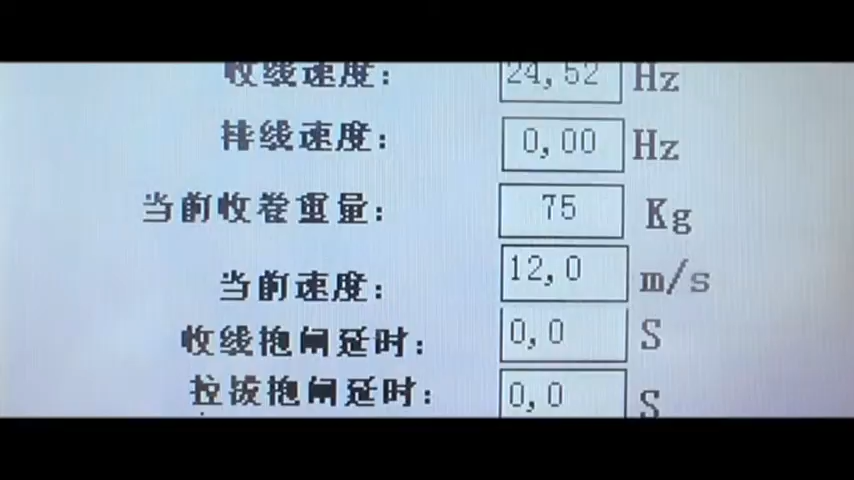 收线速度: 24,52 Hz
排线速度: 0,00 Hz
当前收卷重量: 75 Kg
当前速度: 12,0 m/s
收线抱闸延时: 0,0 S
拉拔抱闸延时: 0,0 S